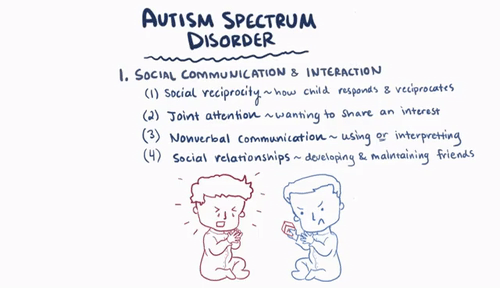 AUTISM SPECTRUM
DISORDER
1. SOCIAL COMMUNICATION & INTERACTION
(1) Social reciprocity ~ how child responds & reciprocates
(2) Joint attention ~ wanting to share an interest
(3) Nonverbal communication ~ using or interpretting
(4) Social relationships ~ developing & maintaining friends